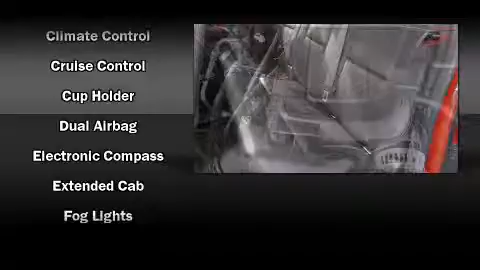 Climate Control
Cruise Control
Cup Holder
Dual Airbag
Electronic Compass
Extended Cab
Fog Lights